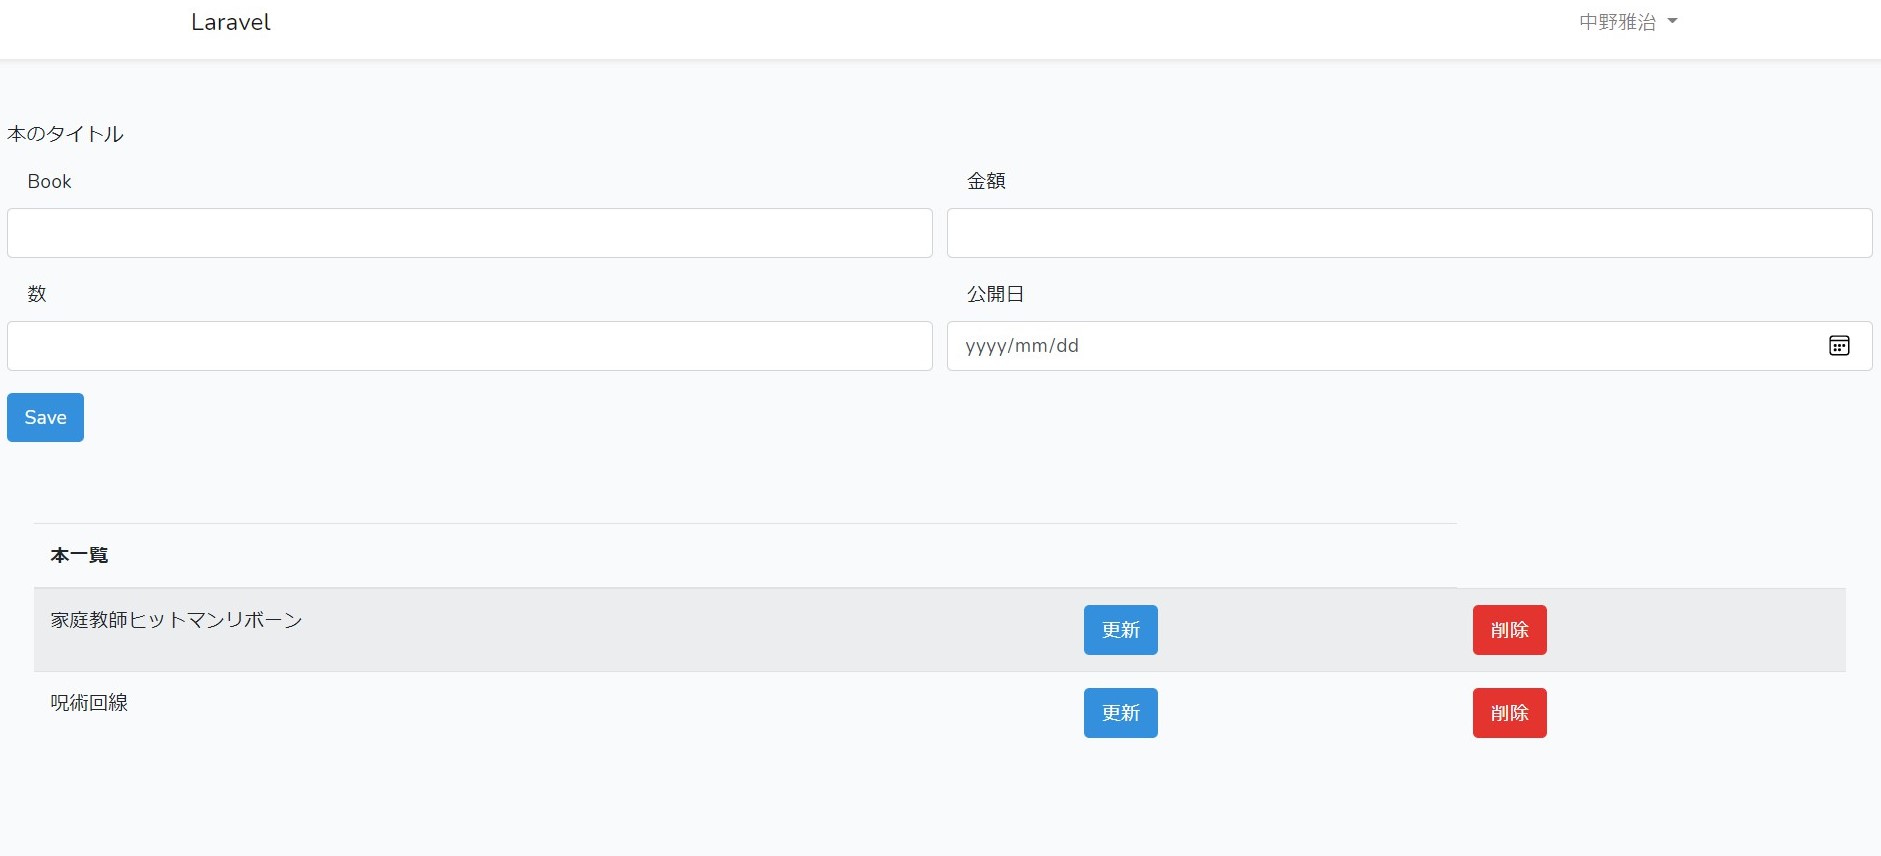 Laravel 中野雅治
本のタイトル
Book 金額
数 公開日
yyyy/mm/dd
Save
本一覧
家庭教師ヒットマンリボーン 更新 削除
呪術回線 更新 削除